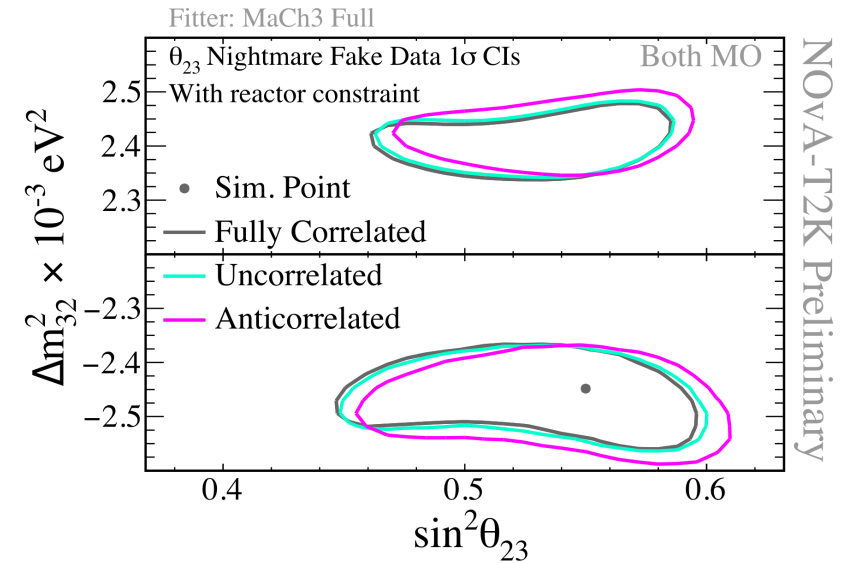 Fitter: MaCh3 Full
θ₂₃ Nightmare Fake Data 1σ CIs
Both MO
With reactor constraint
Sim. Point
Fully Correlated
Uncorrelated
Anticorrelated
2.5
2.4
2.3
−2.3
−2.4
−2.5
Δm²₃₂ × 10⁻³ eV²
0.4
0.5
0.6
sin²θ₂₃
NOvA-T2K Preliminary